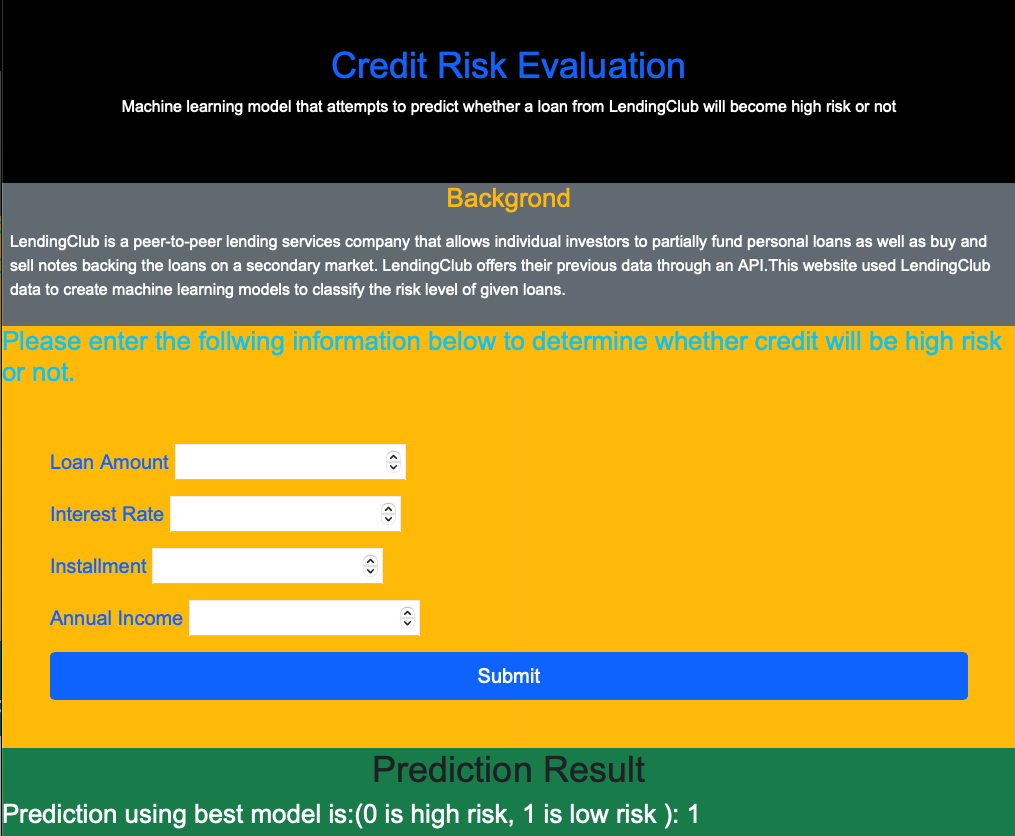 Credit Risk Evaluation
Machine learning model that attempts to predict whether a loan from LendingClub will become high risk or not
Backgrond
LendingClub is a peer-to-peer lending services company that allows individual investors to partially fund personal loans as well as buy and
sell notes backing the loans on a secondary market. LendingClub offers their previous data through an API.This website used LendingClub
data to create machine learning models to classify the risk level of given loans.
Please enter the follwing information below to determine whether credit will be high risk
or not.
Loan Amount
Interest Rate
Installment
Annual Income
Submit
Prediction Result
Prediction using best model is:(0 is high risk, 1 is low risk ): 1